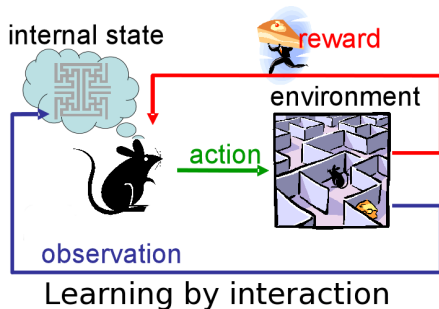 internal state
reward
environment
action
observation
Learning by interaction